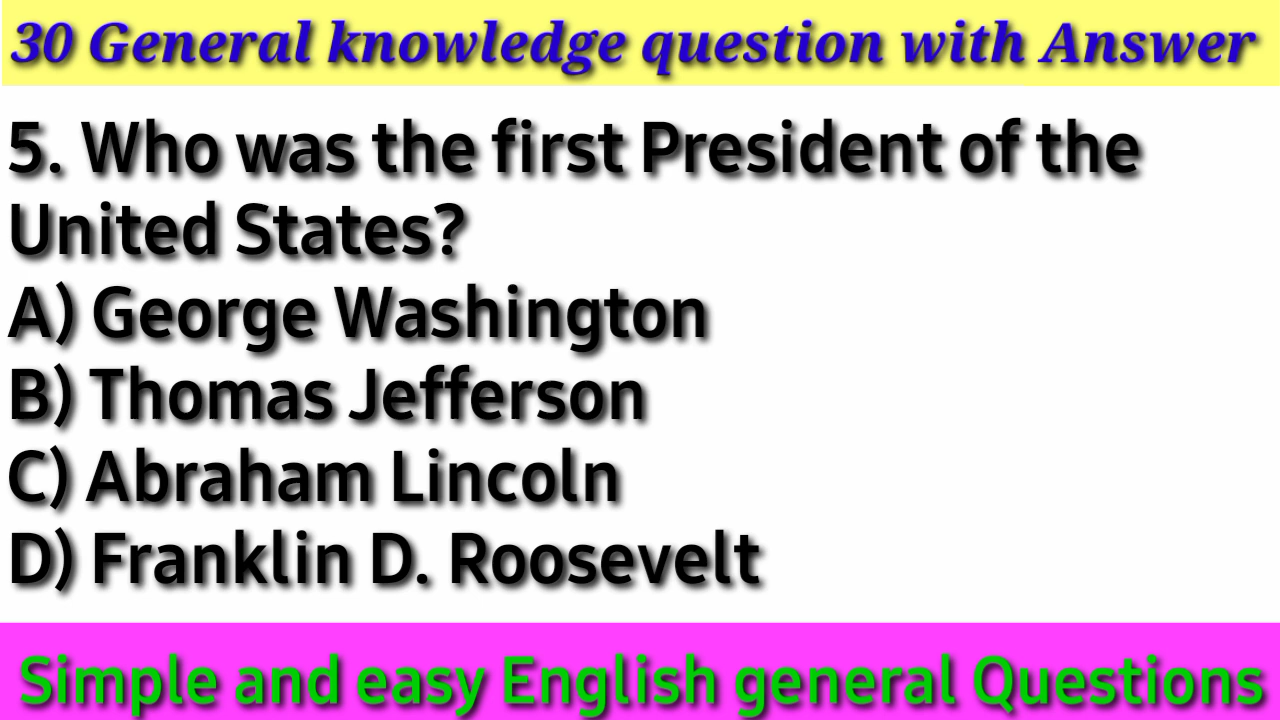 30 General knowledge question with Answer
5. Who was the first President of the
United States?
A) George Washington
B) Thomas Jefferson
C) Abraham Lincoln
D) Franklin D. Roosevelt
Simple and easy English general Questions